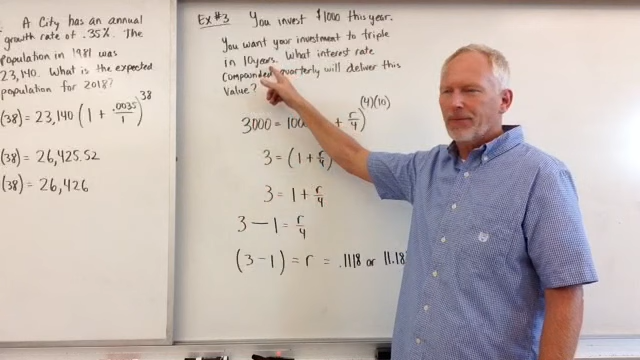 A City has an annual
growth rate of .35%. The
Population in 1981 was
23,140. What is the expected
population for 2018?
(38) = 23,140 (1 + .0035/1)^38
(38) = 26,425.52
(38) = 26,426
Ex #3 You invest $1000 this year.
You want your investment to triple
in 10 years. What interest rate
Compounded quarterly will deliver this
Value?
3000 = 100 + r/4)^(4)(10)
3 = (1 + r/4
3 = 1 + r/4
3 - 1 = r/4
(3 - 1) = r = .1118 or 11.18